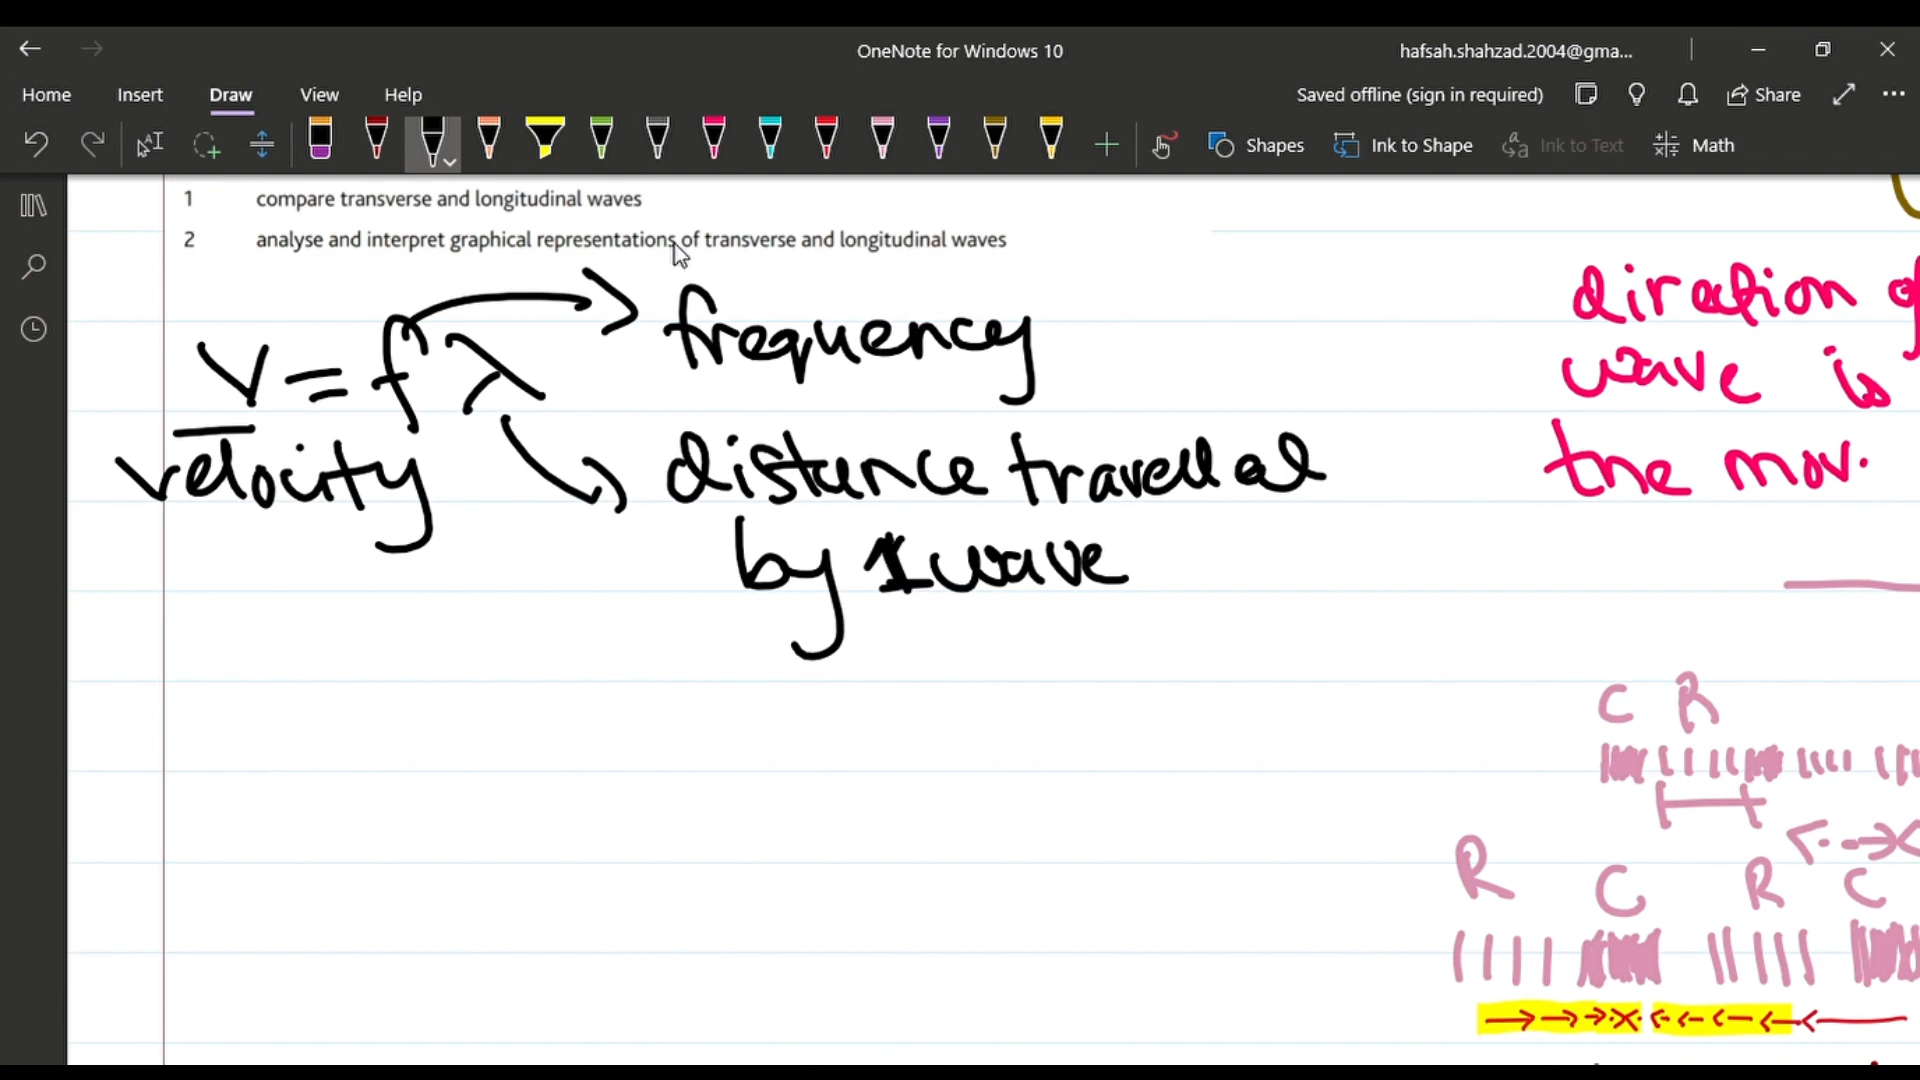 OneNote for Windows 10
hafsah.shahzad.2004@gma...
Home Insert Draw View Help
Saved offline (sign in required) Share
Shapes Ink to Shape Ink to Text Math
1 compare transverse and longitudinal waves
2 analyse and interpret graphical representations of transverse and longitudinal waves
V = f λ
frequency
velocity
distance travelled
by 1 wave
direction of
wave is
the mov.
C R
R C R C